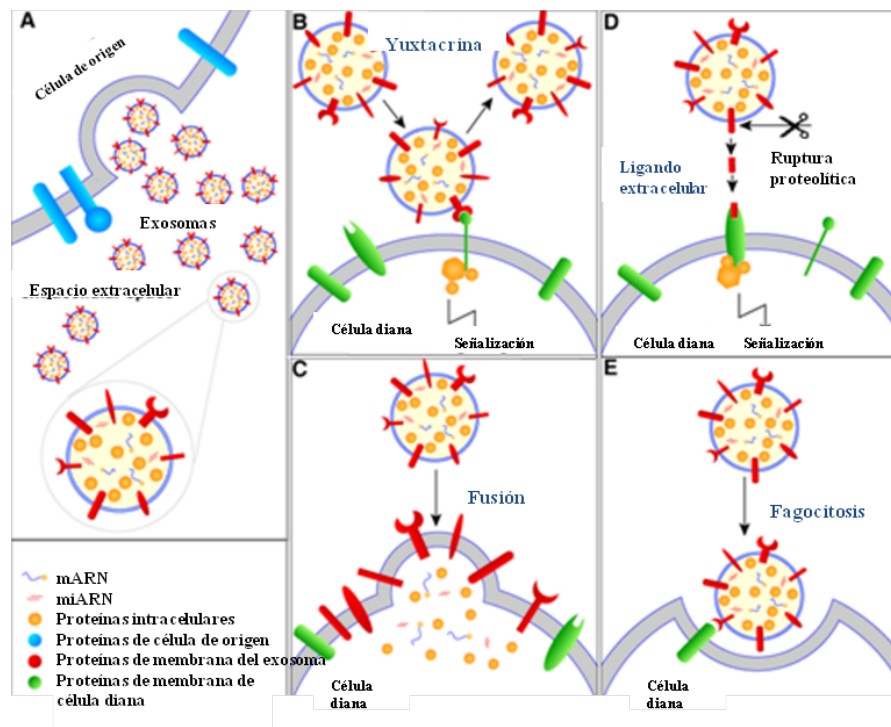 A
Célula de origen
Exosomas
Espacio extracelular
mARN
miARN
Proteínas intracelulares
Proteínas de célula de origen
Proteínas de membrana del exosoma
Proteínas de membrana de
célula diana
B
Yuxtacrina
Célula diana
Señalización
C
Fusión
Célula
diana
D
Ligando
extracelular
Ruptura
proteolítica
Célula diana
Señalización
E
Fagocitosis
Célula
diana